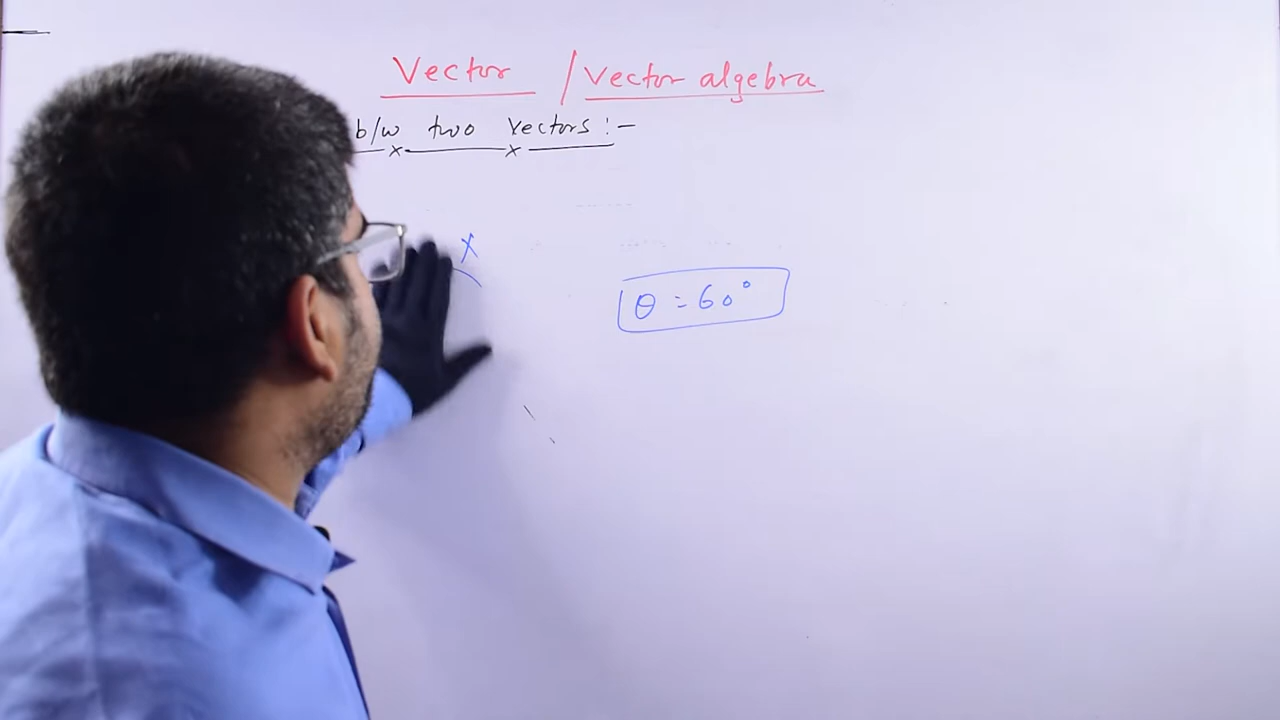 Vector / Vector algebra
b/w two vectors :-
x
θ = 60°